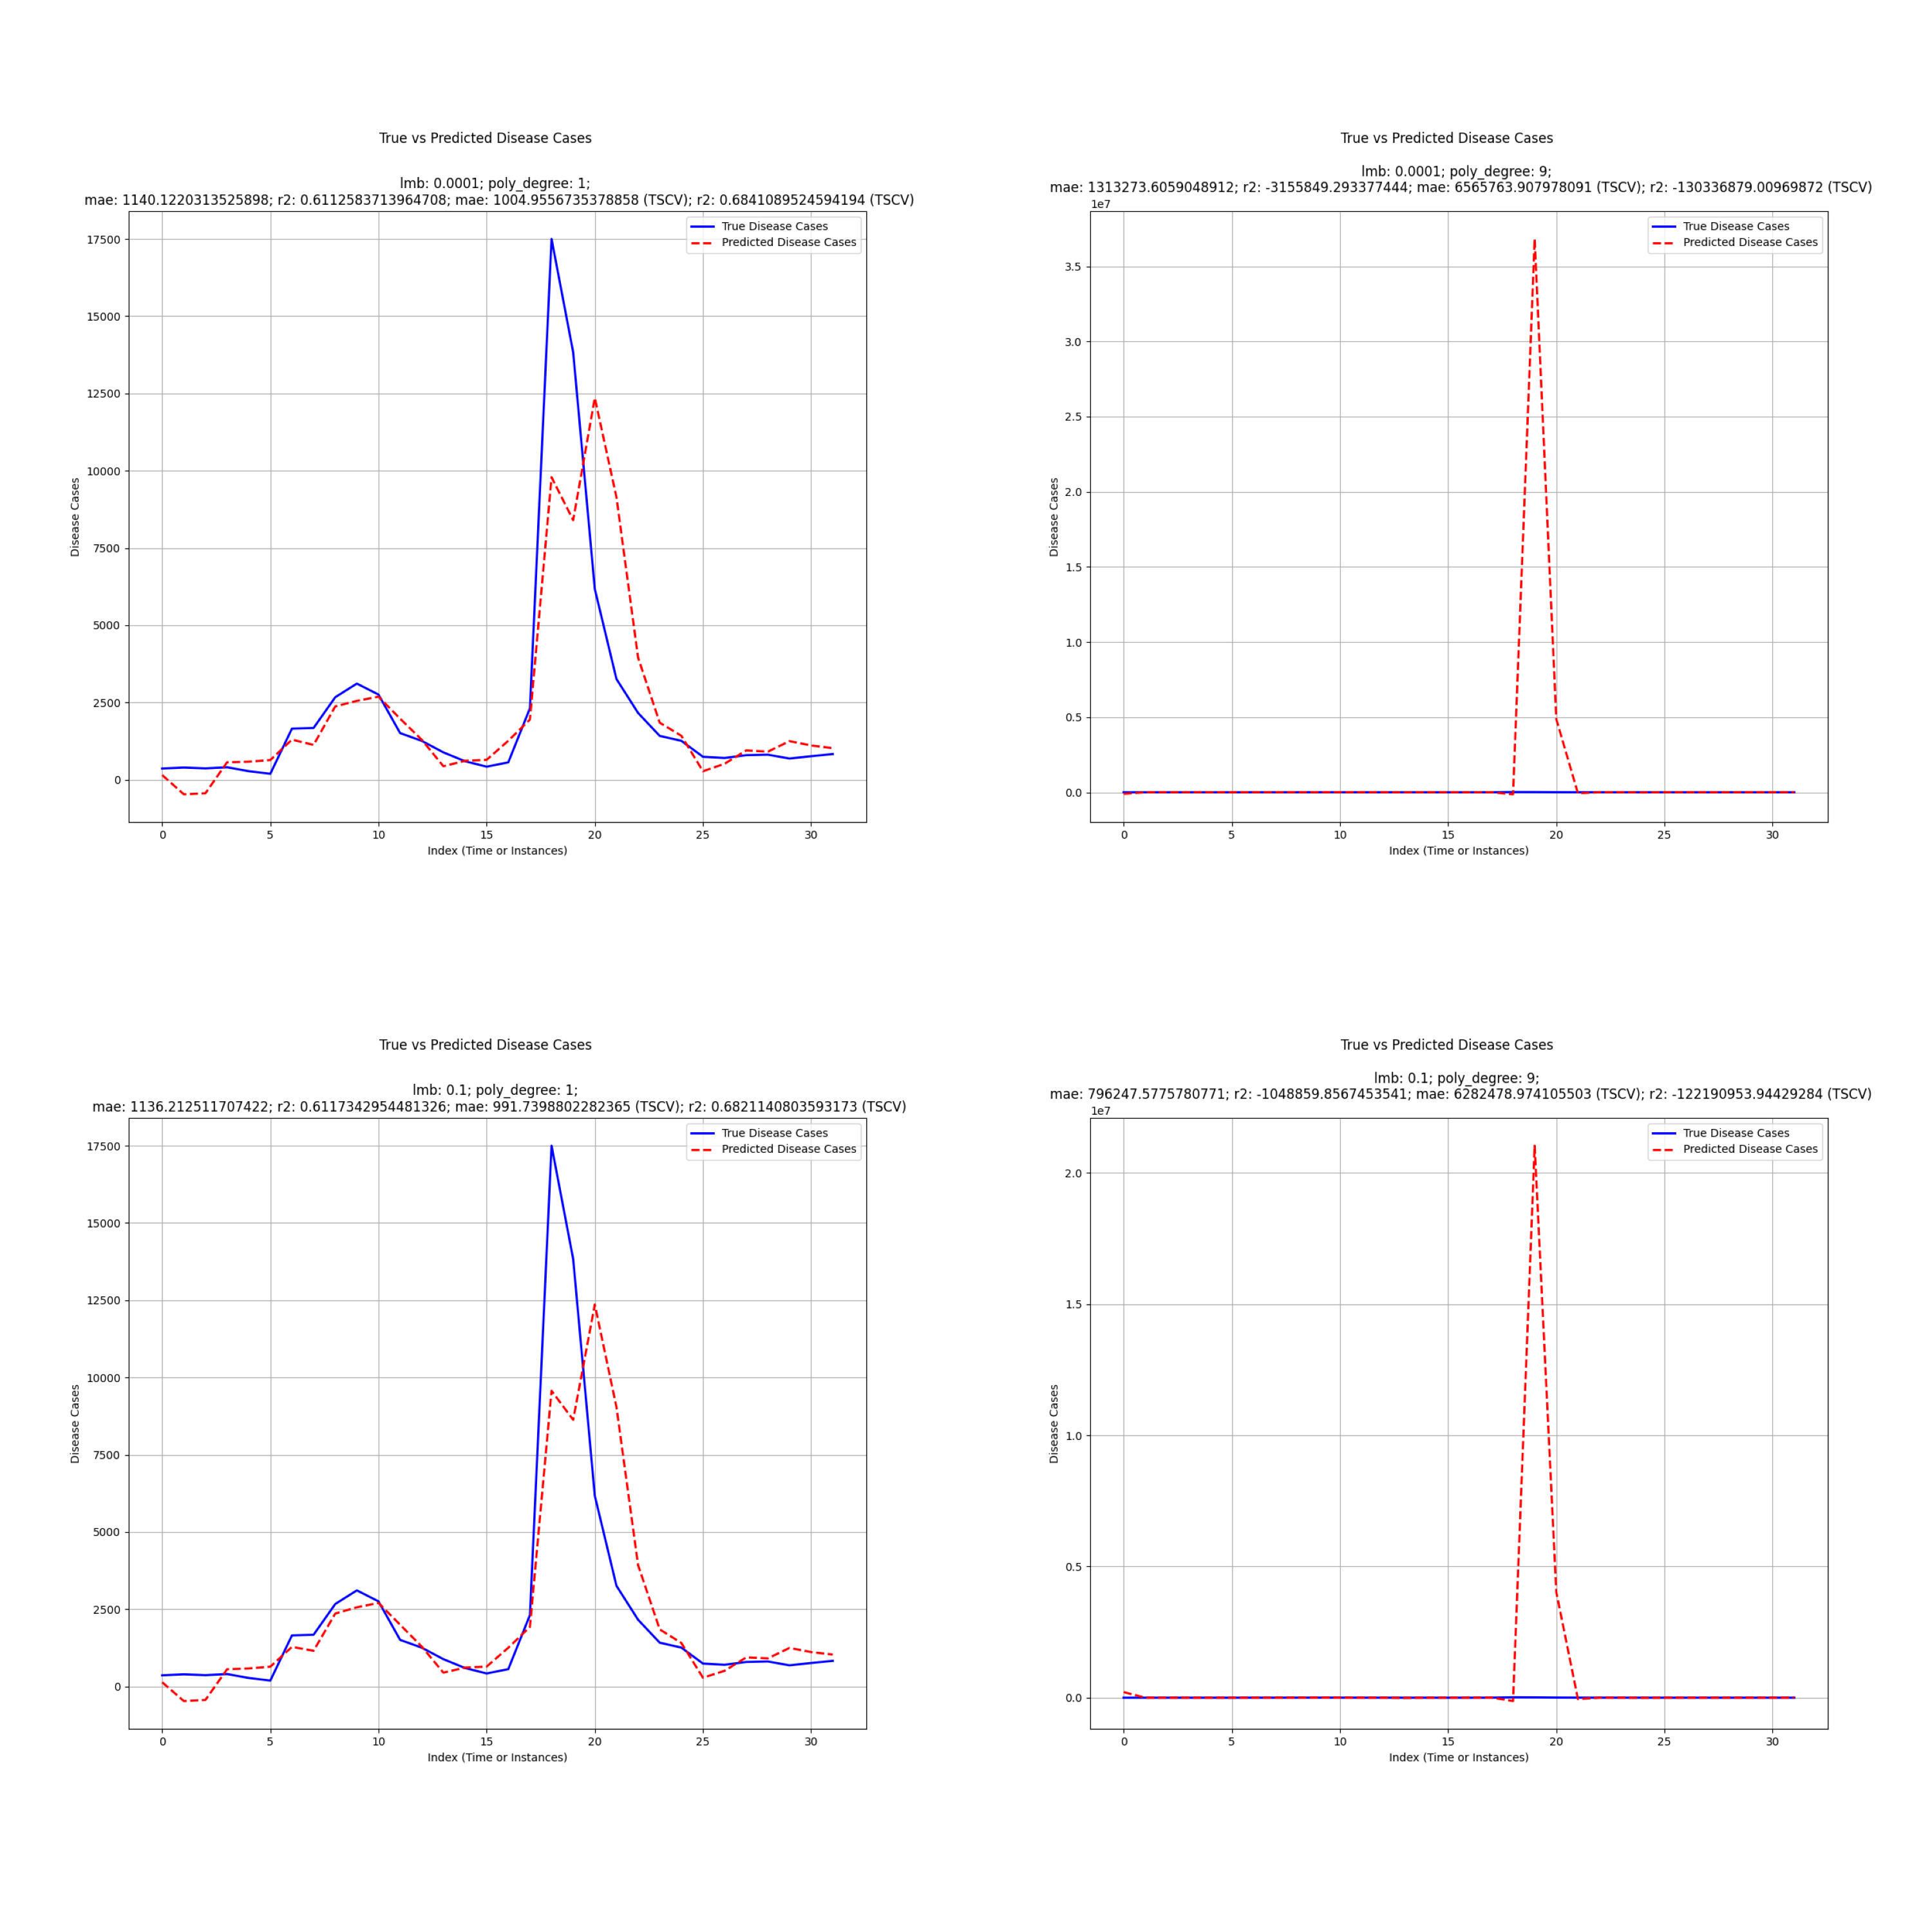 True vs Predicted Disease Cases
lmb: 0.0001; poly_degree: 1;
mae: 1140.1220313525898; r2: 0.6112583713964708; mae: 1004.9556735378858 (TSCV); r2: 0.6841089524594194 (TSCV)
True Disease Cases
Predicted Disease Cases
17500
15000
12500
10000
7500
5000
2500
0
Disease Cases
0 5 10 15 20 25 30
Index (Time or Instances)
True vs Predicted Disease Cases
lmb: 0.0001; poly_degree: 9;
mae: 1313273.6059048912; r2: -3155849.293377444; mae: 6565763.907978091 (TSCV); r2: -130336879.00969872 (TSCV)
1e7
True Disease Cases
Predicted Disease Cases
3.5
3.0
2.5
2.0
1.5
1.0
0.5
0.0
Disease Cases
0 5 10 15 20 25 30
Index (Time or Instances)
True vs Predicted Disease Cases
lmb: 0.1; poly_degree: 1;
mae: 1136.212511707422; r2: 0.6117342954481326; mae: 991.7398802282365 (TSCV); r2: 0.6821140803593173 (TSCV)
True Disease Cases
Predicted Disease Cases
17500
15000
12500
10000
7500
5000
2500
0
Disease Cases
0 5 10 15 20 25 30
Index (Time or Instances)
True vs Predicted Disease Cases
lmb: 0.1; poly_degree: 9;
mae: 796247.5775780771; r2: -1048859.8567453541; mae: 6282478.974105503 (TSCV); r2: -122190953.94429284 (TSCV)
1e7
True Disease Cases
Predicted Disease Cases
2.0
1.5
1.0
0.5
0.0
Disease Cases
0 5 10 15 20 25 30
Index (Time or Instances)